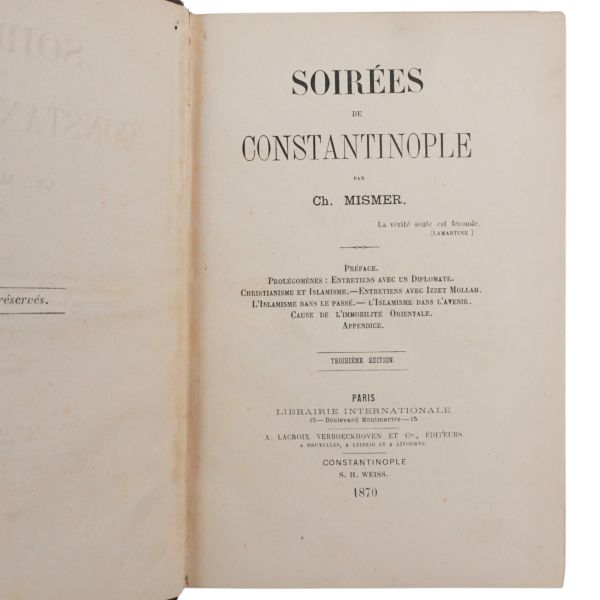 réservés.
SOIRÉES
DE
CONSTANTINOPLE
PAR
Ch. MISMER.
La vérité seule est féconde.
(LAMARTINE)
PRÉFACE.
PROLÉGOMÈNES : ENTRETIENS AVEC UN DIPLOMATE.
CHRISTIANISME ET ISLAMISME.—ENTRETIENS AVEC IZZET MOLLAH.
L'ISLAMISME DANS LE PASSÉ.— L'ISLAMISME DANS L'AVENIR.
CAUSE DE L'IMMOBILITÉ ORIENTALE.
APPENDICE.
TROISIÈME ÉDITION.
PARIS
LIBRAIRIE INTERNATIONALE
15—Boulevard Montmartre—15
A. LACROIX VERBOECKHOVEN ET Cie, ÉDITEURS
A BRUXELLES, A LEIPZIG ET A LIVOURNE.
CONSTANTINOPLE
S. H. WEISS.
1870